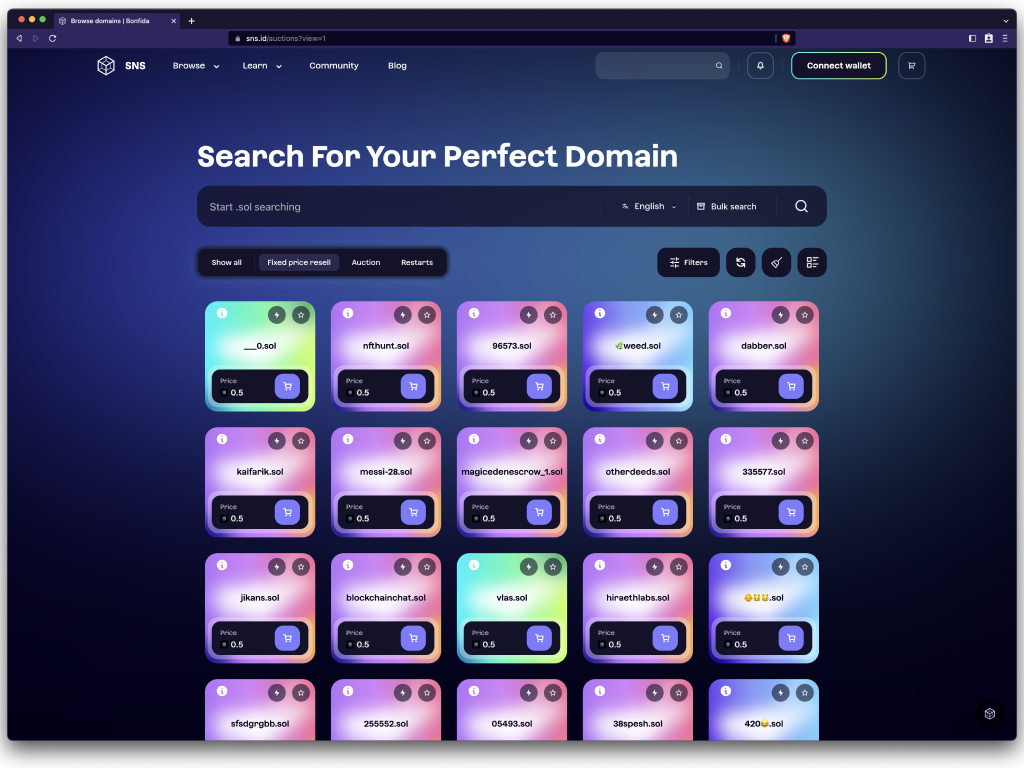 Browse domains | Bonfida
sns.id/auctions?view=1
SNS
Browse
Learn
Community
Blog
Connect wallet
Search For Your Perfect Domain
Start .sol searching
English
Bulk search
Show all
Fixed price resell
Auction
Restarts
Filters
___0.sol
nfthunt.sol
96573.sol
🌿weed.sol
dabber.sol
Price Price Price Price Price
0.5 0.5 0.5 0.5 0.5
kaifarik.sol
messi-28.sol
magicedenescrow_1.sol
otherdeeds.sol
335577.sol
Price Price Price Price Price
0.5 0.5 0.5 0.5 0.5
jikans.sol
blockchainchat.sol
vlas.sol
hiraethlabs.sol
.sol
Price Price Price Price Price
0.5 0.5 0.5 0.5 0.5
sfsdgrgbb.sol
255552.sol
05493.sol
38spesh.sol
420😂.sol